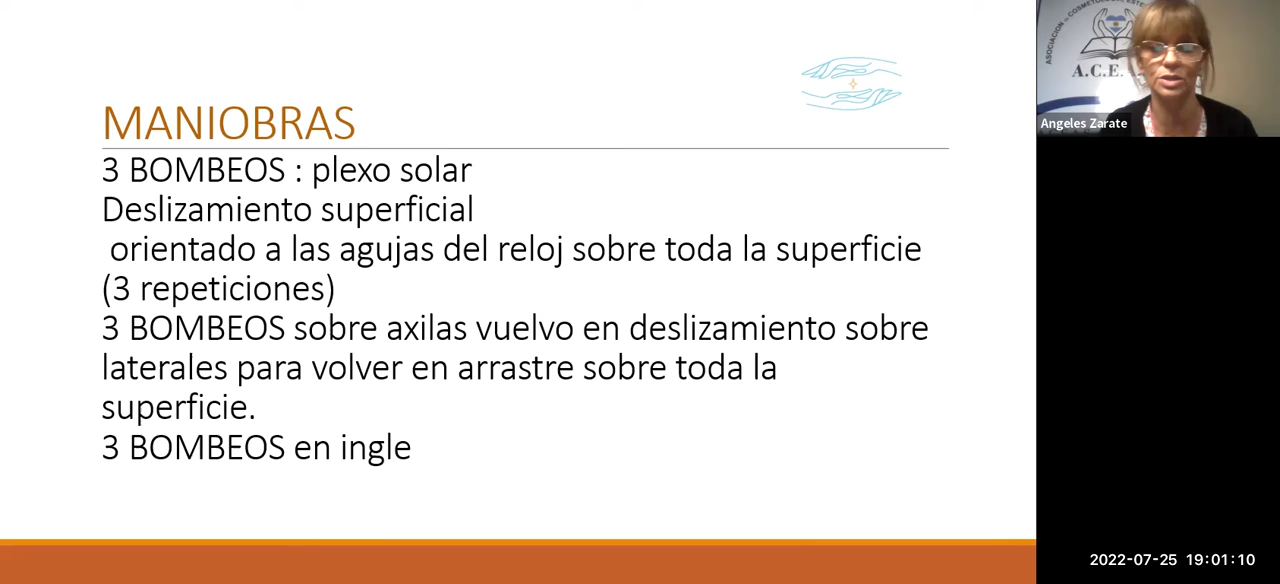 MANIOBRAS
3 BOMBEOS : plexo solar
Deslizamiento superficial
orientado a las agujas del reloj sobre toda la superficie
(3 repeticiones)
3 BOMBEOS sobre axilas vuelvo en deslizamiento sobre
laterales para volver en arrastre sobre toda la
superficie.
3 BOMBEOS en ingle
A.C.E.
Angeles Zarate
2022-07-25 19:01:10